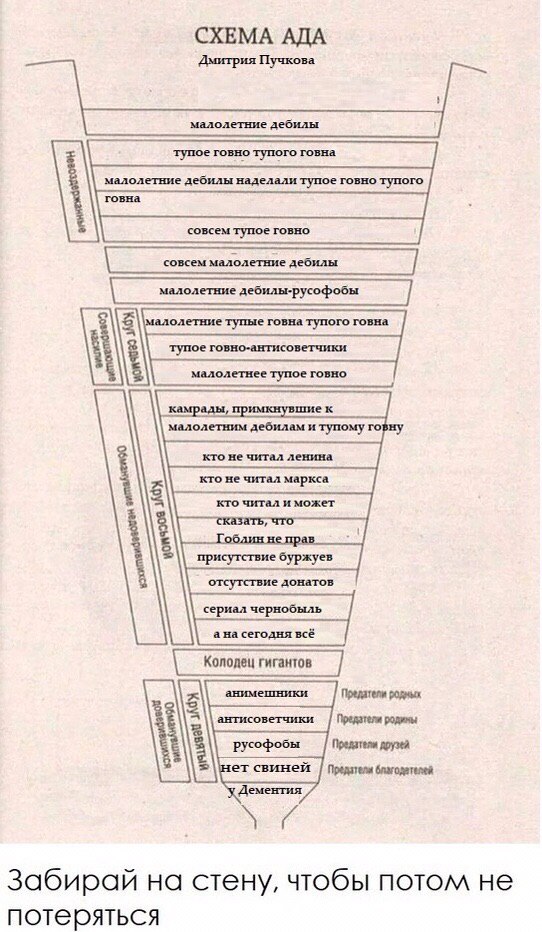 СХЕМА АДА
Дмитрия Пучкова
малолетние дебилы
Невоздержанные
тупое говно тупого говна
малолетние дебилы наделали тупое говно тупого
говна
совсем тупое говно
совсем малолетние дебилы
малолетние дебилы-русофобы
Совершающие
насилие
Круг седьмой
малолетние тупые говна тупого говна
тупое говно-антисоветчики
малолетнее тупое говно
Обманувшие недоверившихся
Круг восьмой
камрады, примкнувшие к
малолетним дебилам и тупому говну
кто не читал ленина
кто не читал маркса
кто читал и может
сказать, что
Гоблин не прав
присутствие буржуев
отсутствие донатов
сериал чернобыль
а на сегодня всё
Колодец гигантов
Обманувшие
доверившихся
Круг девятый
анимешники
Предатели родных
антисоветчики
Предатели родины
русофобы
Предатели друзей
нет свиней
Предатели благодетелей
у Дементия
Забирай на стену, чтобы потом не
потеряться